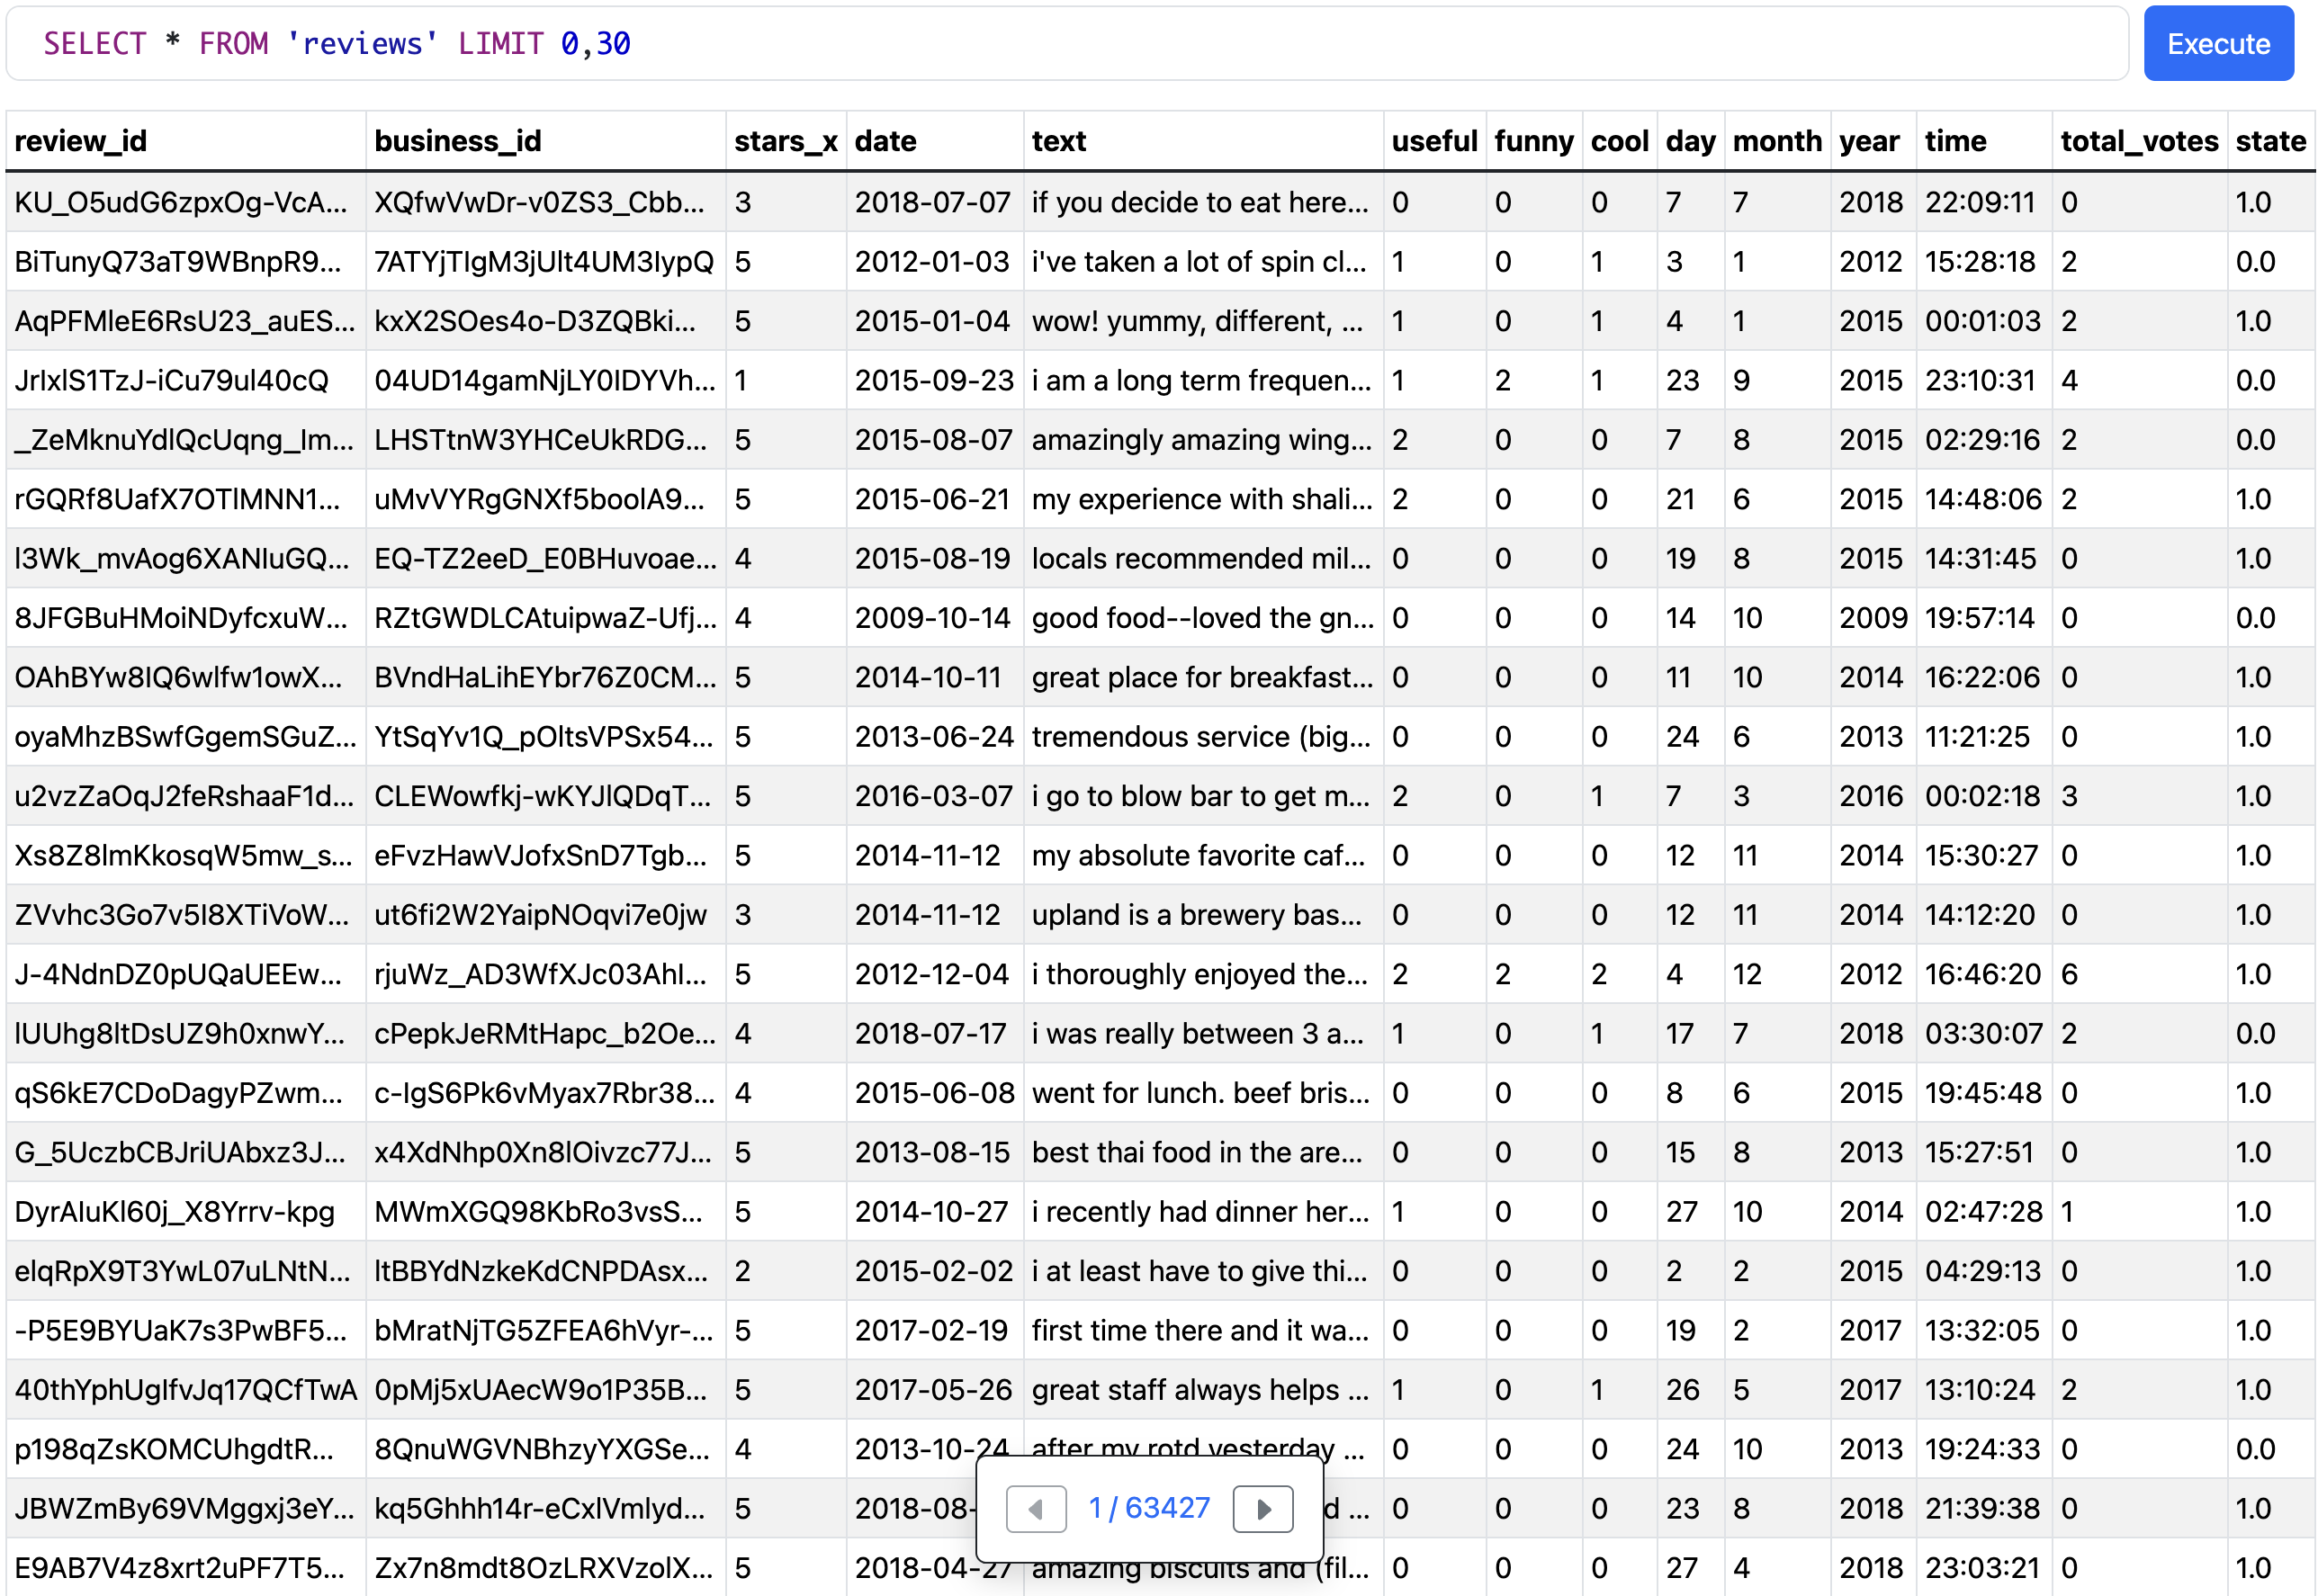 SELECT * FROM 'reviews' LIMIT 0,30
Execute
review_id business_id stars_x date text useful funny cool day month year time total_votes state
KU_O5udG6zpxOg-VcA... XQfwVwDr-v0ZS3_Cbb... 3 2018-07-07 if you decide to eat here... 0 0 0 7 7 2018 22:09:11 0 1.0
BiTunyQ73aT9WBnpR9... 7ATYjTIgM3jUlt4UM3IypQ 5 2012-01-03 i've taken a lot of spin cl... 1 0 1 3 1 2012 15:28:18 2 0.0
AqPFMleE6RsU23_auES... kxX2SOes4o-D3ZQBki... 5 2015-01-04 wow! yummy, different, ... 1 0 1 4 1 2015 00:01:03 2 1.0
JrIxlS1TzJ-iCu79ul40cQ 04UD14gamNjLY0IDYVh... 1 2015-09-23 i am a long term frequen... 1 2 1 23 9 2015 23:10:31 4 0.0
_ZeMknuYdlQcUqng_Im... LHSTtnW3YHCeUkRDG... 5 2015-08-07 amazingly amazing wing... 2 0 0 7 8 2015 02:29:16 2 0.0
rGQRf8UafX7OTlMNN1... uMvVYRgGNXf5boolA9... 5 2015-06-21 my experience with shali... 2 0 0 21 6 2015 14:48:06 2 1.0
l3Wk_mvAog6XANIuGQ... EQ-TZ2eeD_E0BHuvoae... 4 2015-08-19 locals recommended mil... 0 0 0 19 8 2015 14:31:45 0 1.0
8JFGBuHMoiNDyfcxuW... RZtGWDLCAtuipwaZ-Ufj... 4 2009-10-14 good food--loved the gn... 0 0 0 14 10 2009 19:57:14 0 0.0
OAhBYw8IQ6wlfw1owX... BVndHaLihEYbr76Z0CM... 5 2014-10-11 great place for breakfast... 0 0 0 11 10 2014 16:22:06 0 1.0
oyaMhzBSwfGgemSGuZ... YtSqYv1Q_pOltsVPSx54... 5 2013-06-24 tremendous service (big... 0 0 0 24 6 2013 11:21:25 0 1.0
u2vzZaOqJ2feRshaaF1d... CLEWowfkj-wKYJlQDqT... 5 2016-03-07 i go to blow bar to get m... 2 0 1 7 3 2016 00:02:18 3 1.0
Xs8Z8lmKkosqW5mw_s... eFvzHawVJofxSnD7Tgb... 5 2014-11-12 my absolute favorite caf... 0 0 0 12 11 2014 15:30:27 0 1.0
ZVvhc3Go7v5I8XTiVoW... ut6fi2W2YaipNOqvi7e0jw 3 2014-11-12 upland is a brewery bas... 0 0 0 12 11 2014 14:12:20 0 1.0
J-4NdnDZ0pUQaUEEw... rjuWz_AD3WfXJc03AhI... 5 2012-12-04 i thoroughly enjoyed the... 2 2 2 4 12 2012 16:46:20 6 1.0
lUUhg8ltDsUZ9h0xnwY... cPepkJeRMtHapc_b2Oe... 4 2018-07-17 i was really between 3 a... 1 0 1 17 7 2018 03:30:07 2 0.0
qS6kE7CDoDagyPZwm... c-IgS6Pk6vMyax7Rbr38... 4 2015-06-08 went for lunch. beef bris... 0 0 0 8 6 2015 19:45:48 0 1.0
G_5UczbCBJriUAbxz3J... x4XdNhp0Xn8lOivzc77J... 5 2013-08-15 best thai food in the are... 0 0 0 15 8 2013 15:27:51 0 1.0
DyrAIuKl60j_X8Yrrv-kpg MWmXGQ98KbRo3vsS... 5 2014-10-27 i recently had dinner her... 1 0 0 27 10 2014 02:47:28 1 1.0
elqRpX9T3YwL07uLNtN... ltBBYdNzkeKdCNPDAsx... 2 2015-02-02 i at least have to give thi... 0 0 0 2 2 2015 04:29:13 0 1.0
-P5E9BYUaK7s3PwBF5... bMratNjTG5ZFEA6hVyr-... 5 2017-02-19 first time there and it wa... 0 0 0 19 2 2017 13:32:05 0 1.0
40thYphUgIfvJq17QCfTwA 0pMj5xUAecW9o1P35B... 5 2017-05-26 great staff always helps ... 1 0 1 26 5 2017 13:10:24 2 1.0
p198qZsKOMCUhgdtR... 8QnuWGVNBhzyYXGSe... 4 2013-10-24 after my rotd yesterday ... 0 0 0 24 10 2013 19:24:33 0 0.0
JBWZmBy69VMggxj3eY... kq5Ghhh14r-eCxlVmlyd... 5 2018-08- d ... 0 0 0 23 8 2018 21:39:38 0 1.0
1 / 63427
E9AB7V4z8xrt2uPF7T5... Zx7n8mdt8OzLRXVzolX... 5 2018-04-27 amazing biscuits and (fil... 0 0 0 27 4 2018 23:03:21 0 1.0